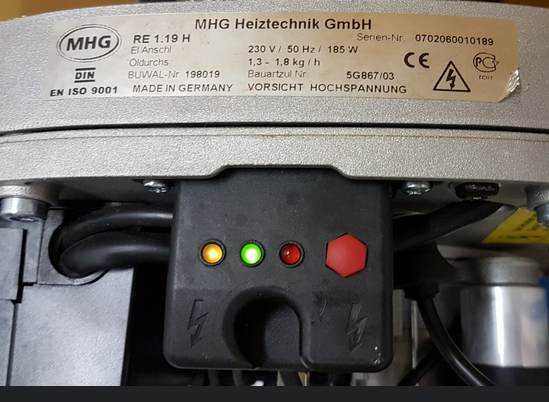 MHG Heiztechnik GmbH
MHG
RE 1.19 H
Serien-Nr. 0702060010189
El Anschl 230 V / 50 Hz / 185 W
Öldurchs 1,3 - 1,8 kg / h
DIN
BUWAL-Nr 198019
Bauartzul Nr 5G867/03
EN ISO 9001
MADE IN GERMANY
VORSICHT HOCHSPANNUNG
CE